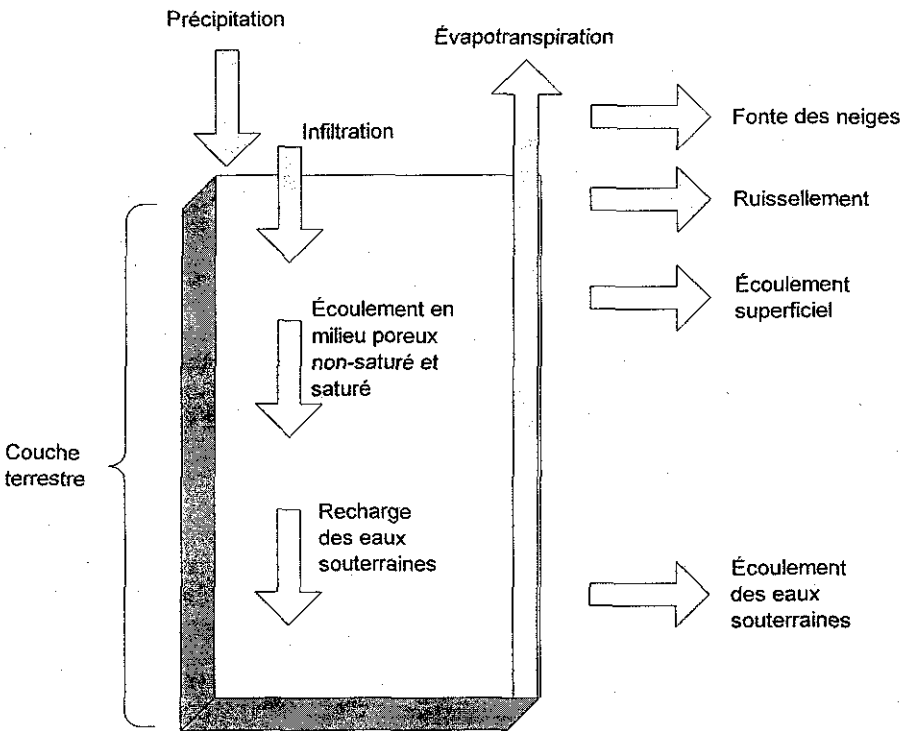 Précipitation
Évapotranspiration
Fonte des neiges
Infiltration
Ruissellement
Écoulement
superficiel
Écoulement en
milieu poreux
non-saturé et
saturé
Couche
terrestre
Recharge
des eaux
souterraines
Écoulement
des eaux
souterraines